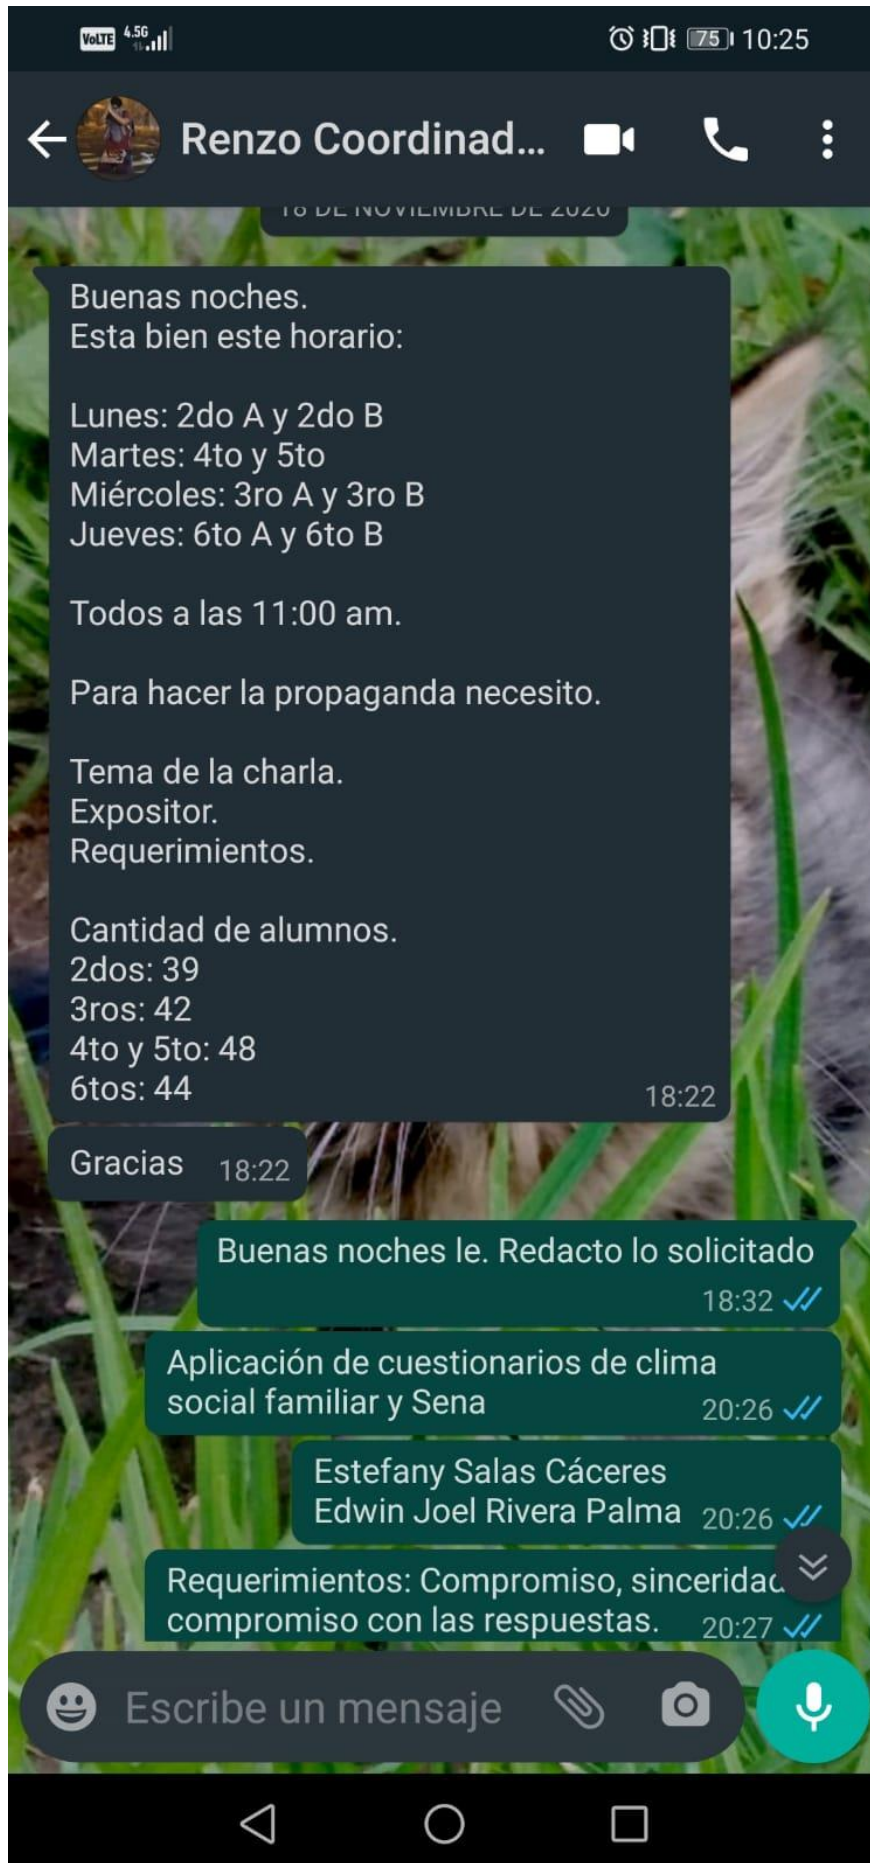 VoLTE 4.5G 75 10:25
Renzo Coordinad...
18 DE NOVIEMBRE DE 2020
Buenas noches.
Esta bien este horario:
Lunes: 2do A y 2do B
Martes: 4to y 5to
Miércoles: 3ro A y 3ro B
Jueves: 6to A y 6to B
Todos a las 11:00 am.
Para hacer la propaganda necesito.
Tema de la charla.
Expositor.
Requerimientos.
Cantidad de alumnos.
2dos: 39
3ros: 42
4to y 5to: 48
6tos: 44
18:22
Gracias 18:22
Buenas noches le. Redacto lo solicitado
18:32
Aplicación de cuestionarios de clima
social familiar y Sena 20:26
Estefany Salas Cáceres
Edwin Joel Rivera Palma 20:26
Requerimientos: Compromiso, sinceridad
compromiso con las respuestas. 20:27
Escribe un mensaje